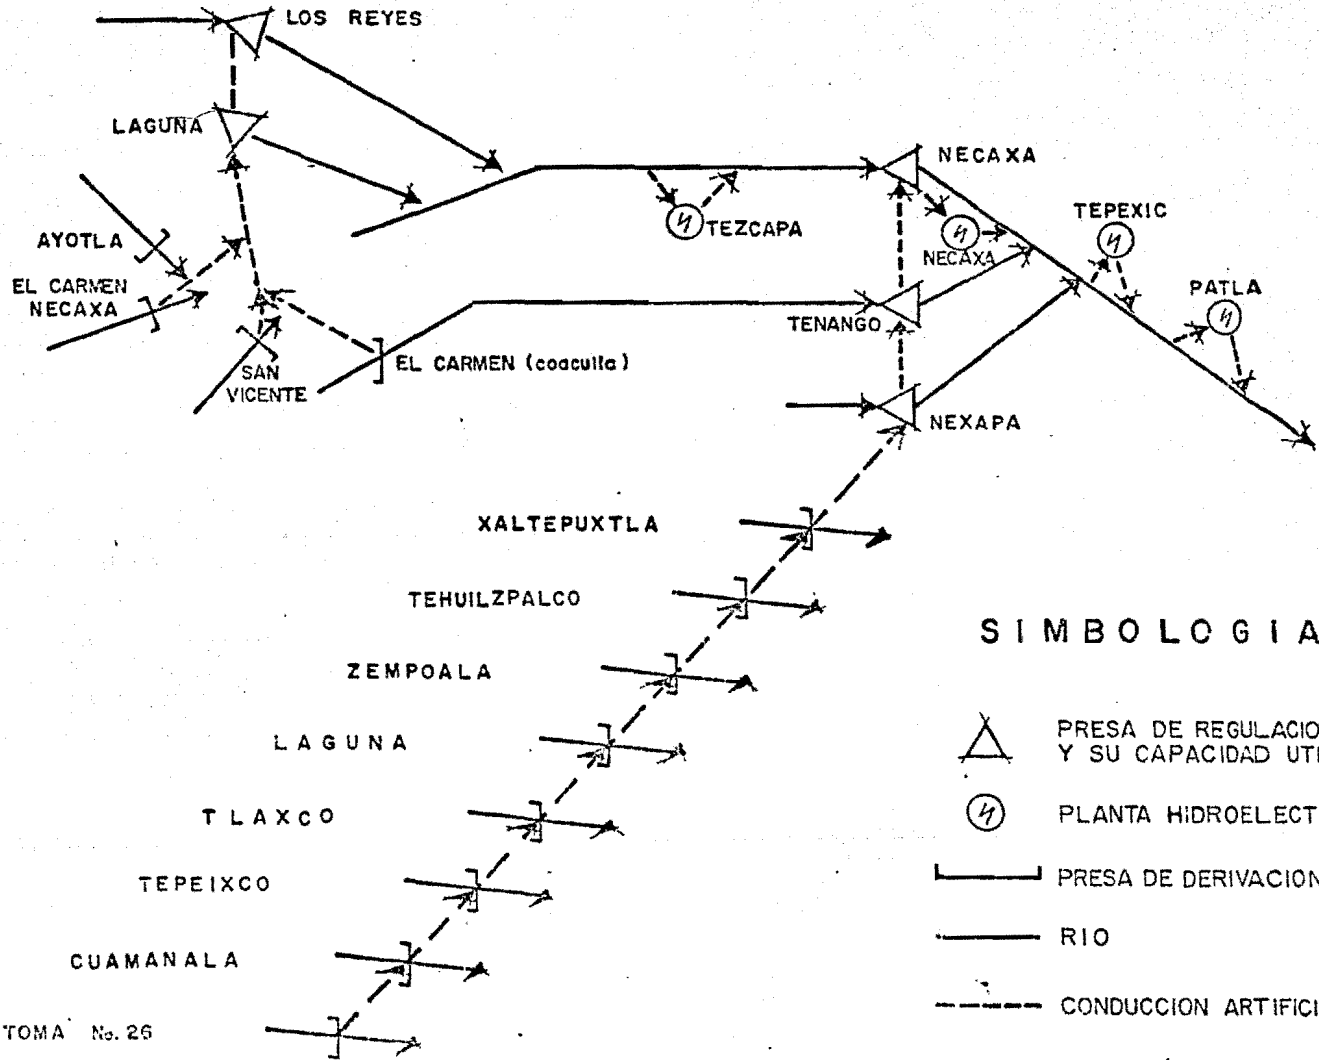 LOS REYES
LAGUNA
NECAXA
TEPEXIC
AYOTLA
TEZCAPA
NECAXA
EL CARMEN
NECAXA
PATLA
TENANGO
SAN
VICENTE
EL CARMEN (coacuila)
NEXAPA
XALTEPUXTLA
TEHUILZPALCO
ZEMPOALA
LAGUNA
TLAXCO
TEPEIXCO
CUAMANALA
TOMA No. 26
SIMBOLOGIA
PRESA DE REGULACIO
Y SU CAPACIDAD UTI
PLANTA HIDROELECT
PRESA DE DERIVACION
RIO
CONDUCCION ARTIFICI